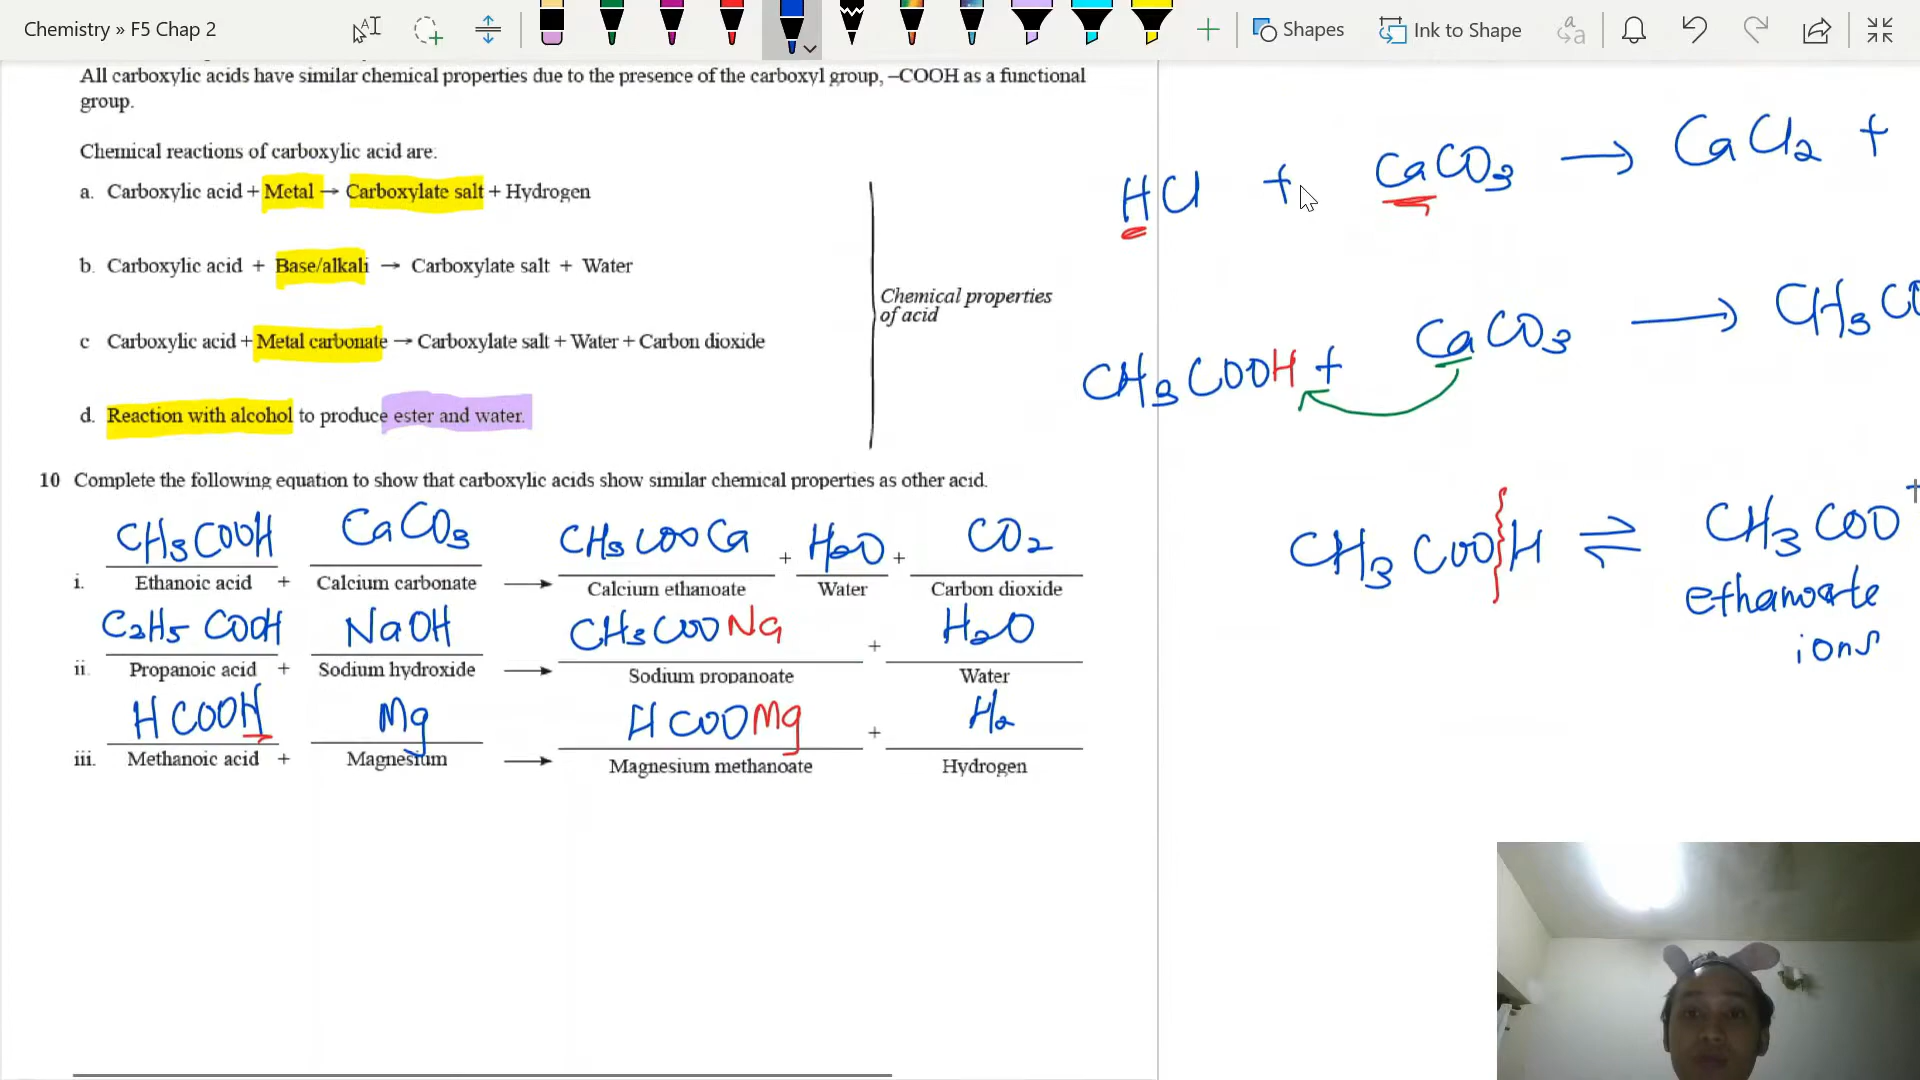 Chemistry » F5 Chap 2
Shapes
Ink to Shape
All carboxylic acids have similar chemical properties due to the presence of the carboxyl group, –COOH as a functional
group.
Chemical reactions of carboxylic acid are:
a. Carboxylic acid + Metal → Carboxylate salt + Hydrogen
b. Carboxylic acid + Base/alkali → Carboxylate salt + Water
c Carboxylic acid + Metal carbonate → Carboxylate salt + Water + Carbon dioxide
d. Reaction with alcohol to produce ester and water.
Chemical properties
of acid
10 Complete the following equation to show that carboxylic acids show similar chemical properties as other acid.
CH3COOH CaCO3 CH3COOCa + H2O + CO2
i. Ethanoic acid + Calcium carbonate → Calcium ethanoate Water Carbon dioxide
C2H5 COOH NaOH CH3COONa + H2O
ii. Propanoic acid + Sodium hydroxide → Sodium propanoate Water
HCOOH Mg HCOOMg + H2
iii. Methanoic acid + Magnesium → Magnesium methanoate Hydrogen
HCl + CaCO3 → CaCl2 +
CH3COOH + CaCO3 → CH3CO
CH3COO H ⇌ CH3COO +
ethanoate
ions